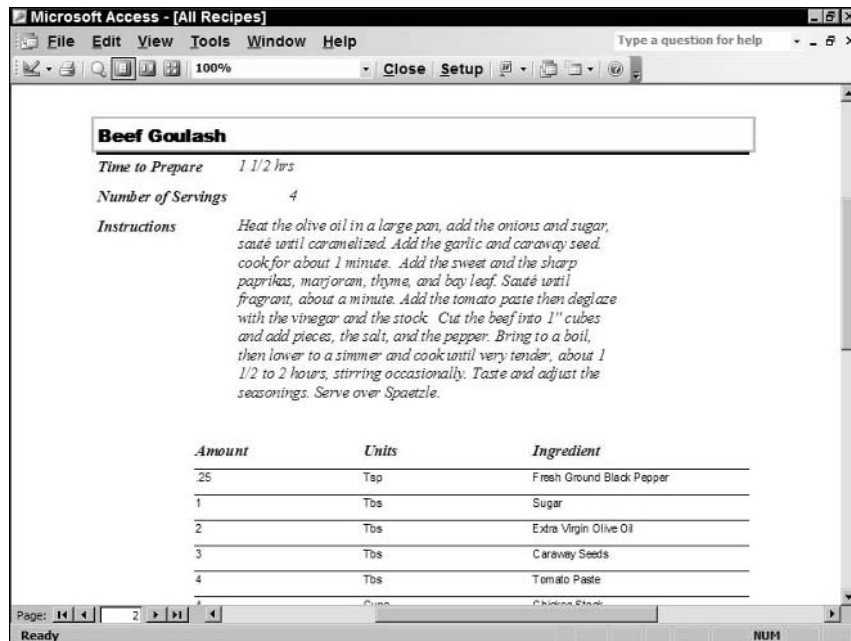 Microsoft Access - [All Recipes]
File Edit View Tools Window Help Type a question for help
100% Close Setup
Beef Goulash
Time to Prepare 1 1/2 hrs
Number of Servings 4
Instructions Heat the olive oil in a large pan, add the onions and sugar,
sauté until caramelized. Add the garlic and caraway seed.
cook for about 1 minute. Add the sweet and the sharp
paprikas, marjoram, thyme, and bay leaf. Sauté until
fragrant, about a minute. Add the tomato paste then deglaze
with the vinegar and the stock. Cut the beef into 1" cubes
and add pieces, the salt, and the pepper. Bring to a boil,
then lower to a simmer and cook until very tender, about 1
1/2 to 2 hours, stirring occasionally. Taste and adjust the
seasonings. Serve over Spaetzle.
Amount Units Ingredient
.25 Tsp Fresh Ground Black Pepper
1 Tbs Sugar
2 Tbs Extra Virgin Olive Oil
3 Tbs Caraway Seeds
4 Tbs Tomato Paste
Cups Chicken Stock
Page: 2
Ready NUM